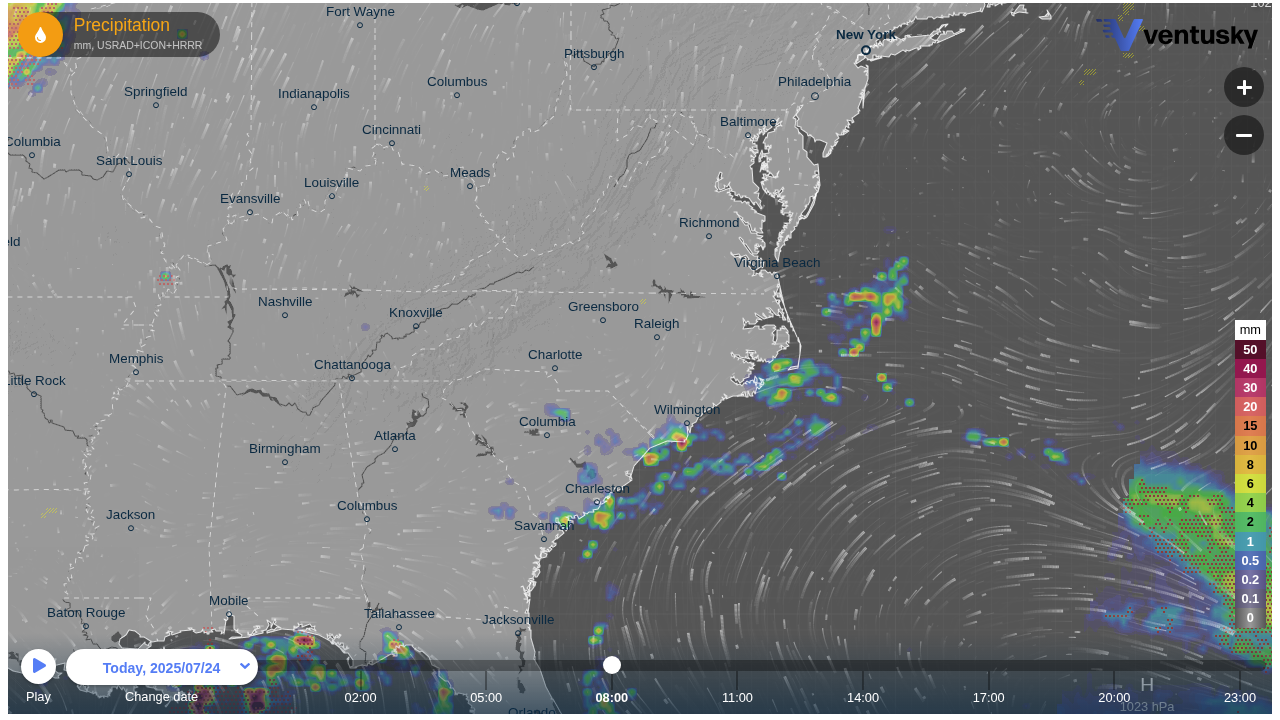 Precipitation
mm, USRAD+ICON+HRRR
Fort Wayne
New York
ventusky
Pittsburgh
Philadelphia
Columbus
Springfield
Indianapolis
Baltimore
Cincinnati
Columbia
Saint Louis
Meads
Louisville
Evansville
Richmond
eld
Virginia Beach
Nashville
Knoxville
Greensboro
Raleigh
Memphis
Chattanooga
Charlotte
Little Rock
Wilmington
Columbia
Atlanta
Birmingham
Charleston
Columbus
Jackson
Savannah
Mobile
Baton Rouge
Tallahassee
Jacksonville
Orlando
mm
50
40
30
20
15
10
8
6
4
2
1
0.5
0.2
0.1
0
H
1023 hPa
Today, 2025/07/24
Play
Change date
02:00
05:00
08:00
11:00
14:00
17:00
20:00
23:00